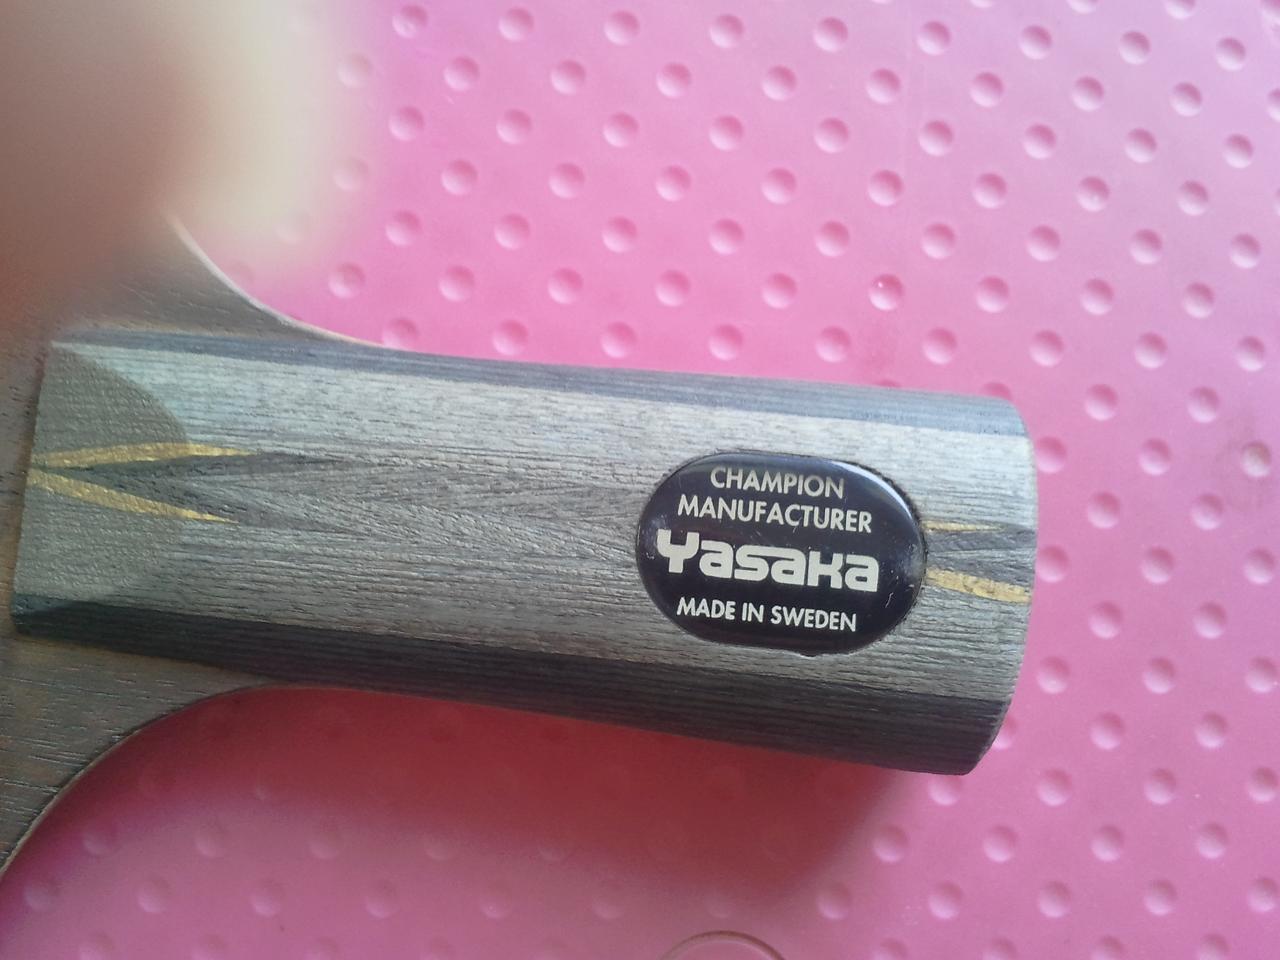 CHAMPION
MANUFACTURER
Yasaka
MADE IN SWEDEN